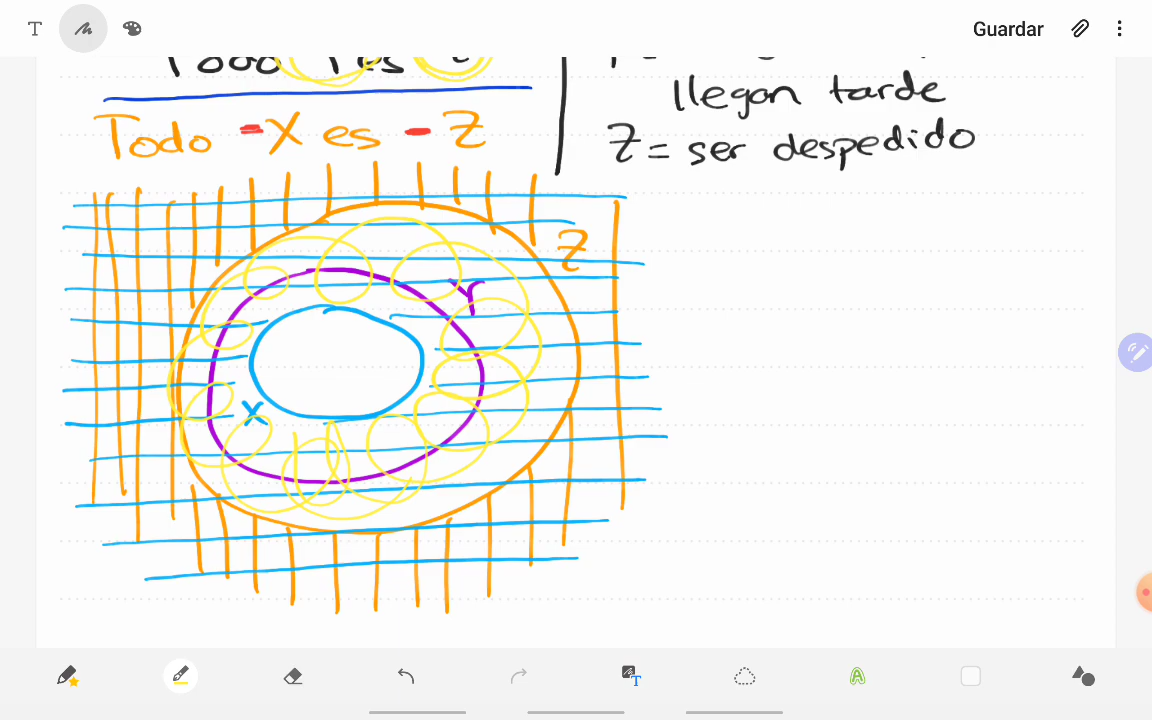 Guardar
llegan tarde
Todo -X es - Z
Z = ser despedido
Z
Y
X